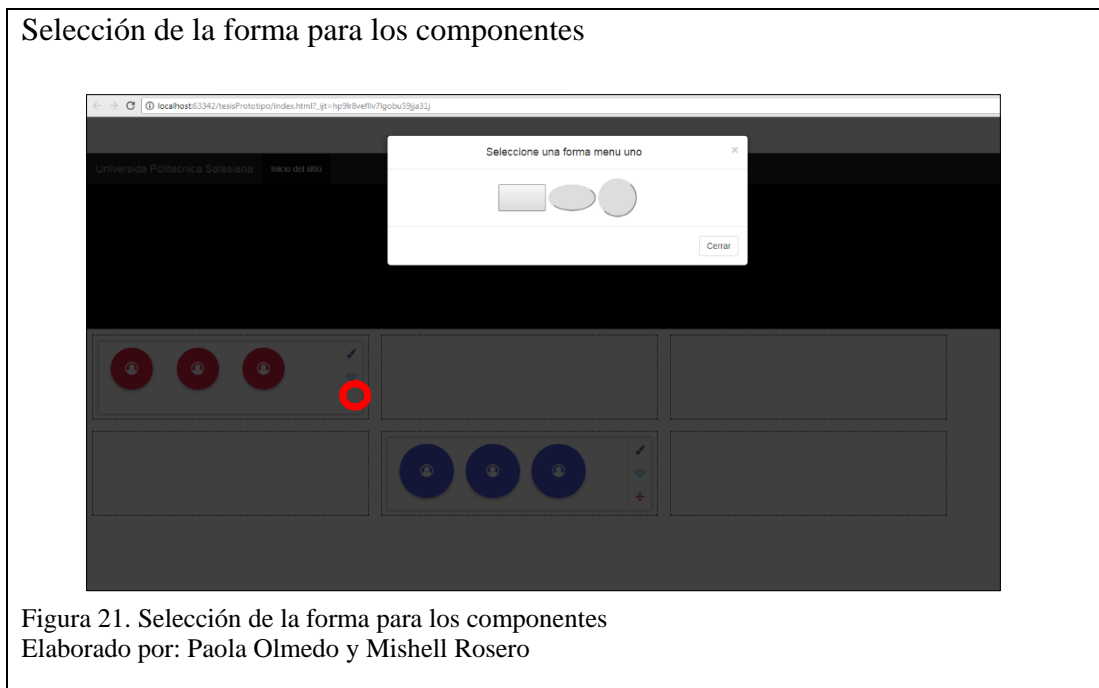 Selección de la forma para los componentes
localhost:63342/tesisPrototipo/index.html?_ijt=hp9lr8vefllv7lgobu59jja31j
Seleccione una forma menu uno
×
Universida Politecnica Salesiana Inicio del sitio
Cerrar
Figura 21. Selección de la forma para los componentes
Elaborado por: Paola Olmedo y Mishell Rosero